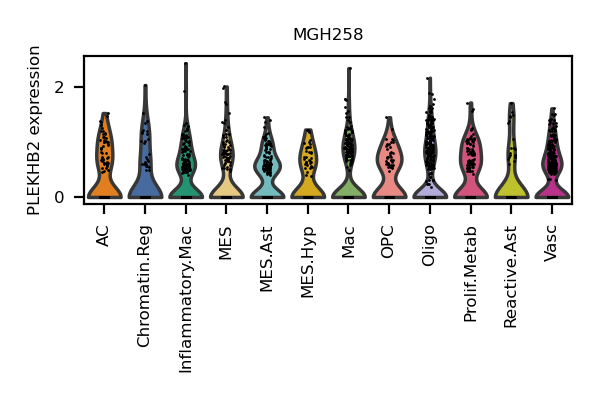 MGH258
PLEKHB2 expression
2
0
AC
Chromatin.Reg
Inflammatory.Mac
MES
MES.Ast
MES.Hyp
Mac
OPC
Oligo
Prolif.Metab
Reactive.Ast
Vasc